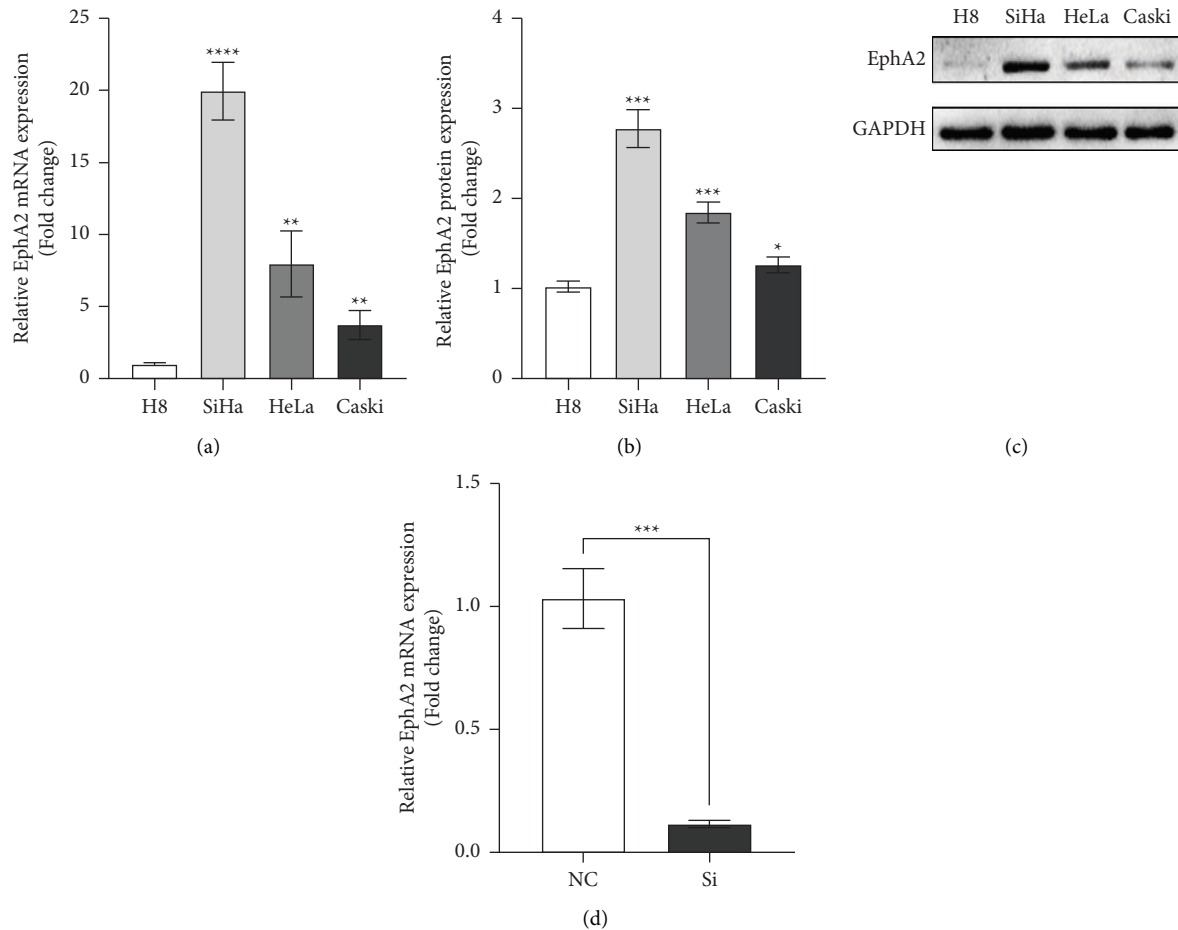 Relative EphA2 mRNA expression
(Fold change)
25
20
15
10
5
0
****
**
**
H8 SiHa HeLa Caski
(a)
Relative EphA2 protein expression
(Fold change)
4
3
2
1
0
***
***
*
H8 SiHa HeLa Caski
(b)
H8 SiHa HeLa Caski
EphA2
GAPDH
(c)
Relative EphA2 mRNA expression
(Fold change)
1.5
1.0
0.5
0.0
***
NC Si
(d)